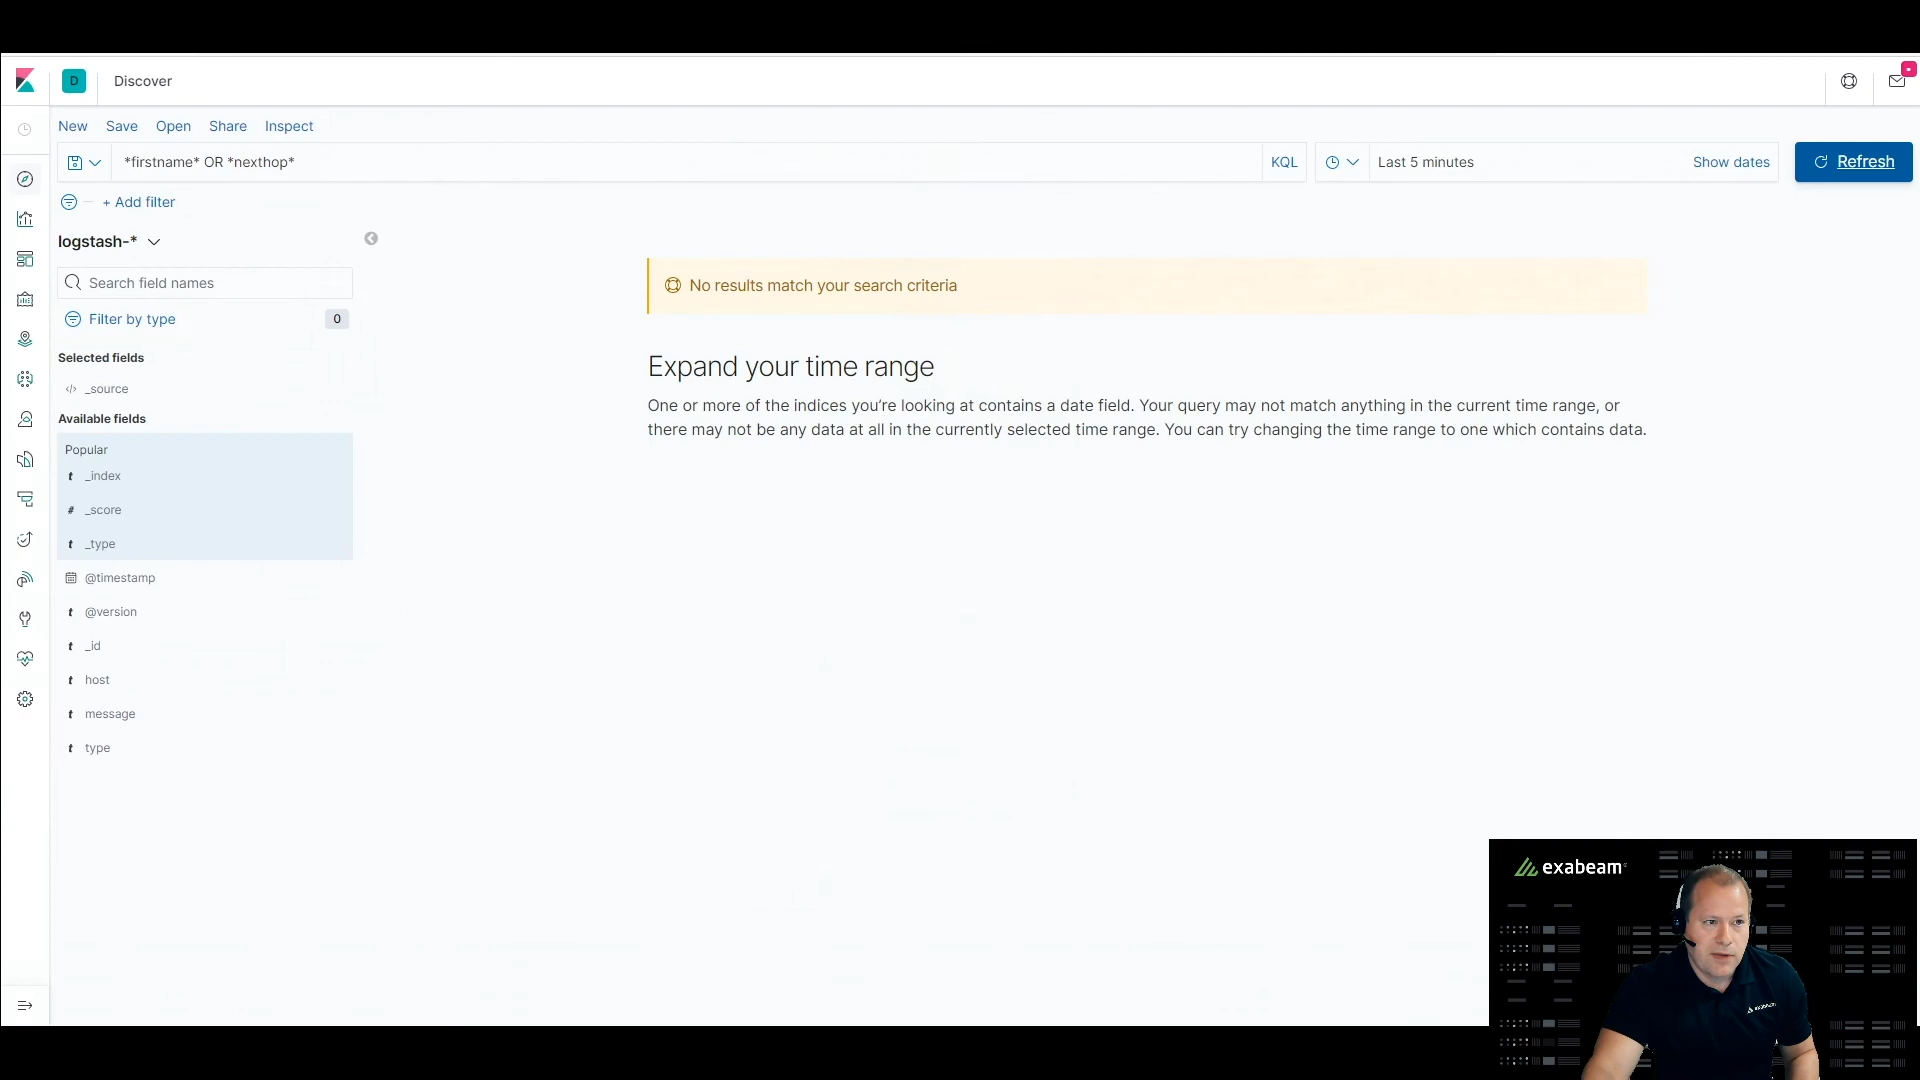 D
Discover
New Save Open Share Inspect
*firstname* OR *nexthop*
KQL
Last 5 minutes
Show dates
Refresh
+ Add filter
logstash-*
Search field names
Filter by type
0
Selected fields
_source
Available fields
Popular
t _index
# _score
t _type
@timestamp
t @version
t _id
t host
t message
t type
No results match your search criteria
Expand your time range
One or more of the indices you’re looking at contains a date field. Your query may not match anything in the current time range, or
there may not be any data at all in the currently selected time range. You can try changing the time range to one which contains data.
exabeam
exabeam